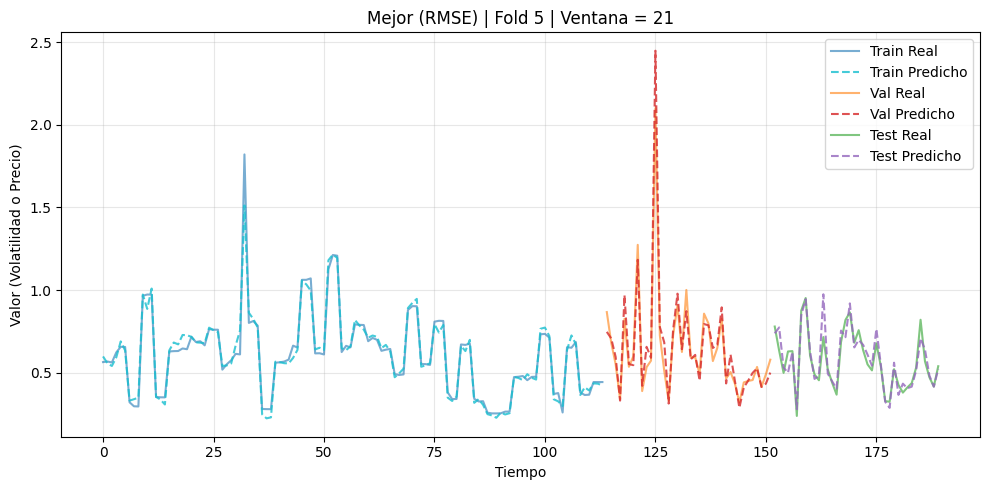 Mejor (RMSE) | Fold 5 | Ventana = 21
Valor (Volatilidad o Precio)
2.5
2.0
1.5
1.0
0.5
0
25
50
75
100
125
150
175
Tiempo
Train Real
Train Predicho
Val Real
Val Predicho
Test Real
Test Predicho